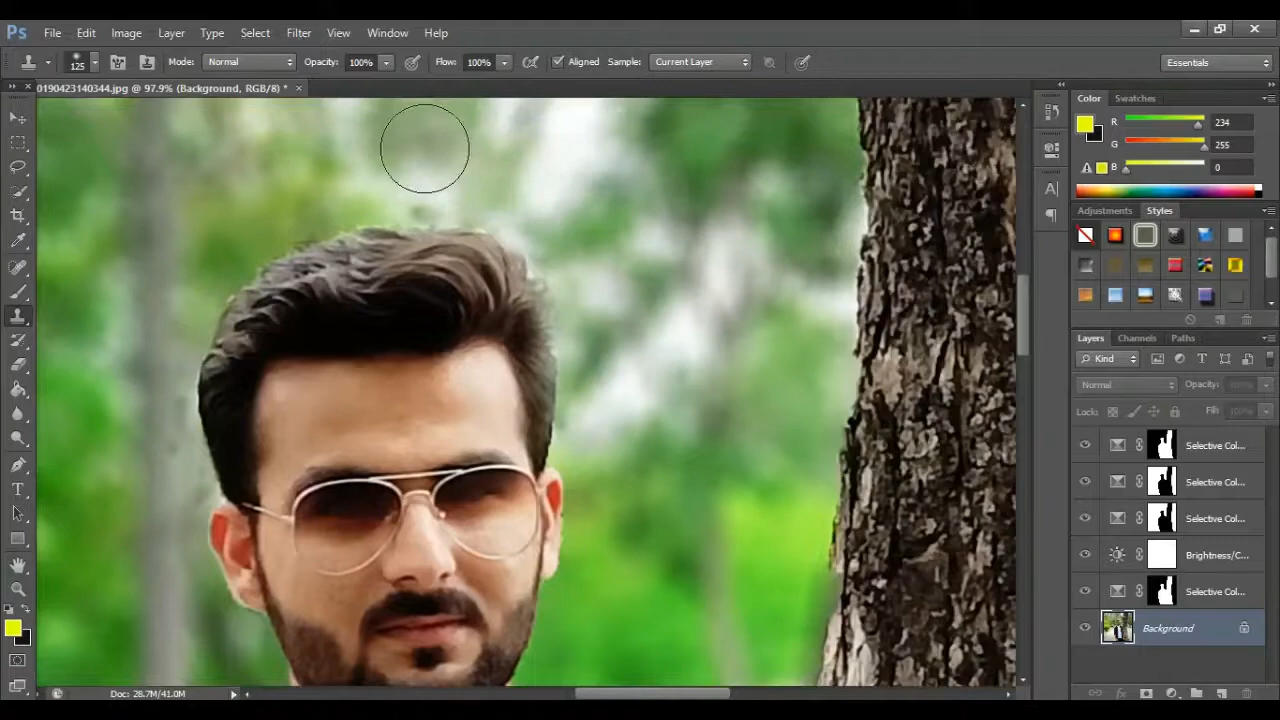 Ps File Edit Image Layer Type Select Filter View Window Help
125 Mode: Normal Opacity: 100% Flow: 100% Aligned Sample: Current Layer Essentials
0190423140344.jpg @ 97.9% (Background, RGB/8) * ×
Color Swatches
R 234
G 255
B 0
Adjustments Styles
Layers Channels Paths
Kind
Normal Opacity: 100%
Lock: Fill: 100%
Selective Col...
Selective Col...
Selective Col...
Brightness/C...
Selective Col...
Background
Doc: 28.7M/41.0M